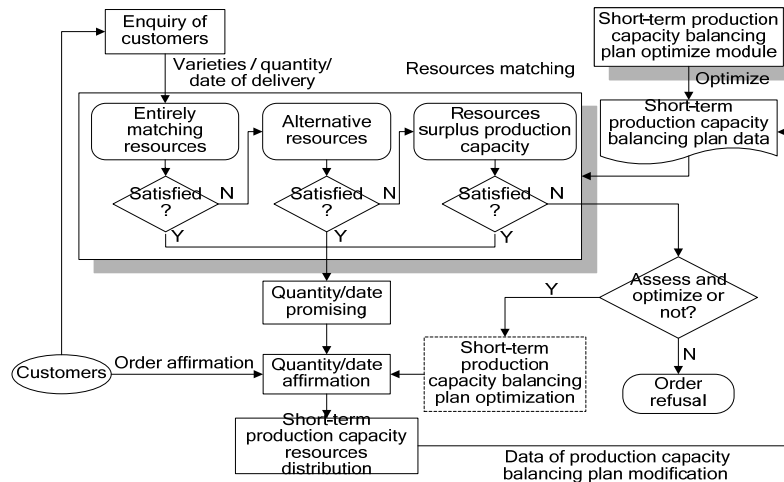 Enquiry of
customers
Short-term production
capacity balancing
plan optimize module
Varieties / quantity/
date of delivery
Resources matching
Optimize
Entirely
matching
resources
Alternative
resources
Resources
surplus production
capacity
Short-term
production capacity
balancing plan data
Satisfied
?
N
Satisfied
?
N
Satisfied
?
N
Y
Y
Y
Quantity/date
promising
Assess and
optimize or
not?
Y
N
Customers
Order affirmation
Quantity/date
affirmation
Short-term
production
capacity balancing
plan optimization
Order
refusal
Short-term
production capacity
resources
distribution
Data of production capacity
balancing plan modification